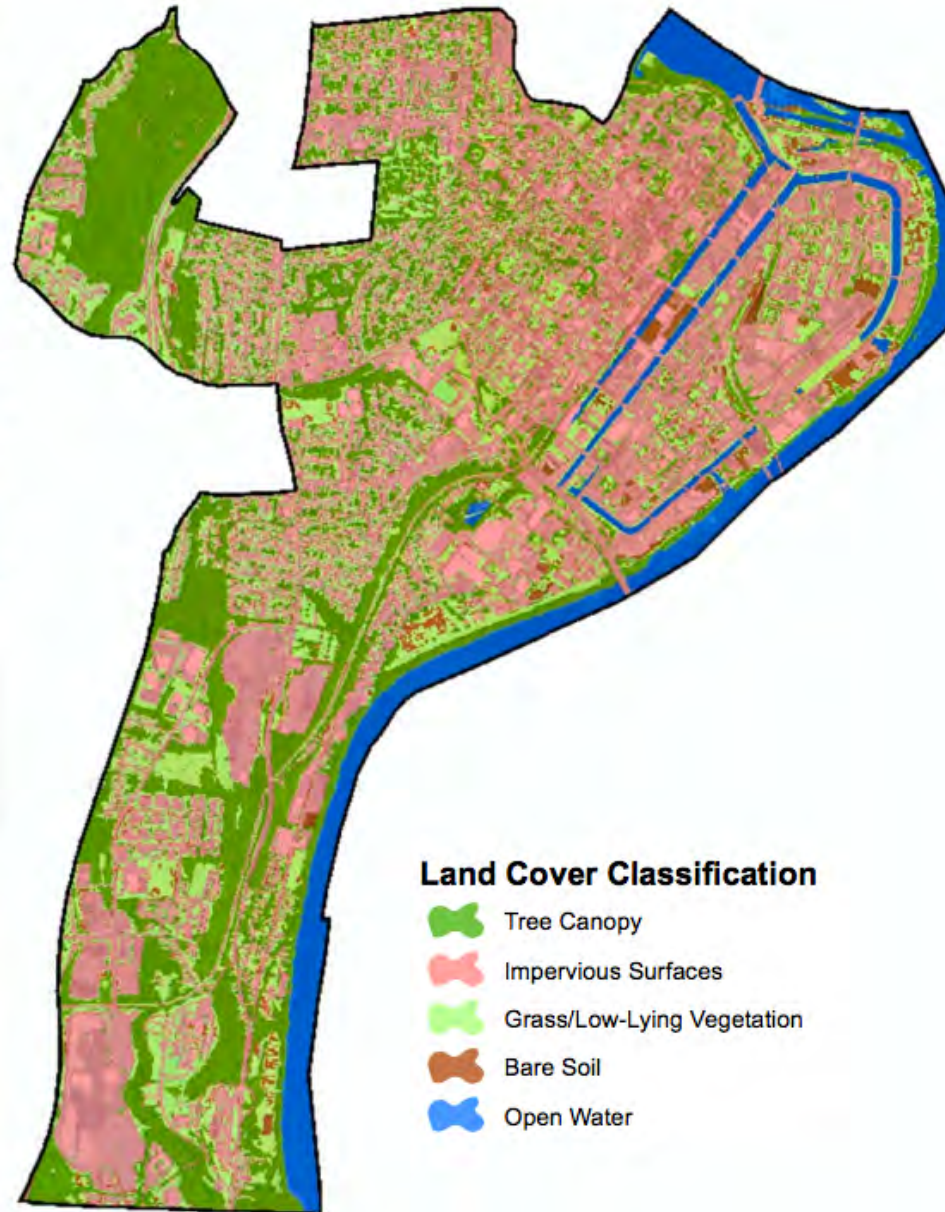 Land Cover Classification
Tree Canopy
Impervious Surfaces
Grass/Low-Lying Vegetation
Bare Soil
Open Water